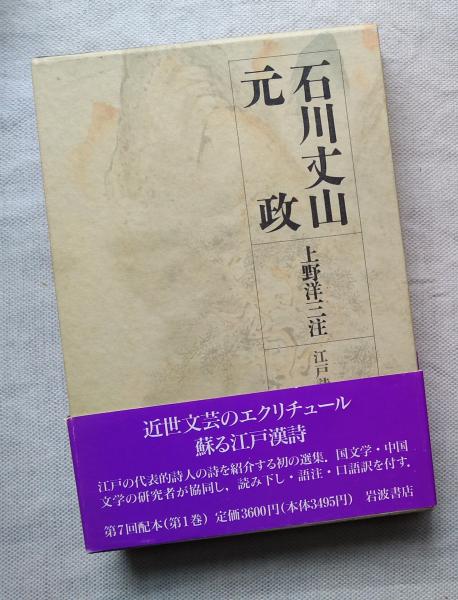 石川丈山
元政
上野洋三注
江戸
近世文芸のエクリチュール
蘇る江戸漢詩
江戸の代表的詩人の詩を紹介する初の選集．国文学・中国
文学の研究者が協同し，読み下し・語注・口語訳を付す．
第7回配本(第1巻) 定価3600円(本体3495円) 岩波書店